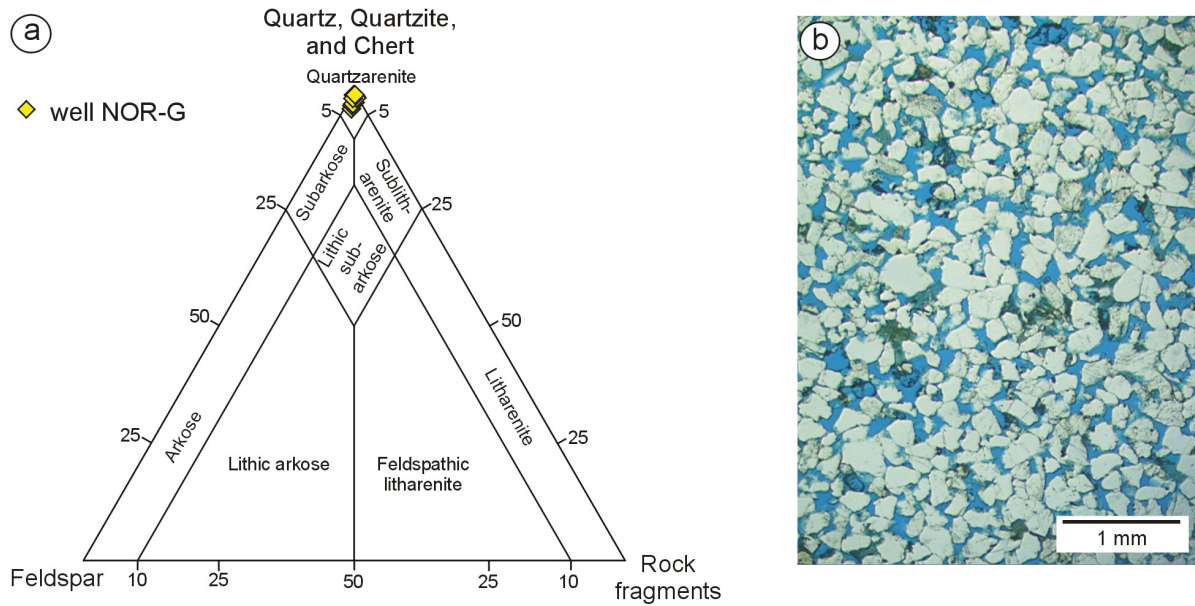 a
Quartz, Quartzite,
and Chert
Quartzarenite
well NOR-G
5
5
Subarkose
Sublith-
arenite
25
25
Lithic
sub-
arkose
50
50
Arkose
Litharenite
25
25
Lithic arkose
Feldspathic
litharenite
Feldspar
10
25
50
25
10
Rock
fragments
b
1 mm